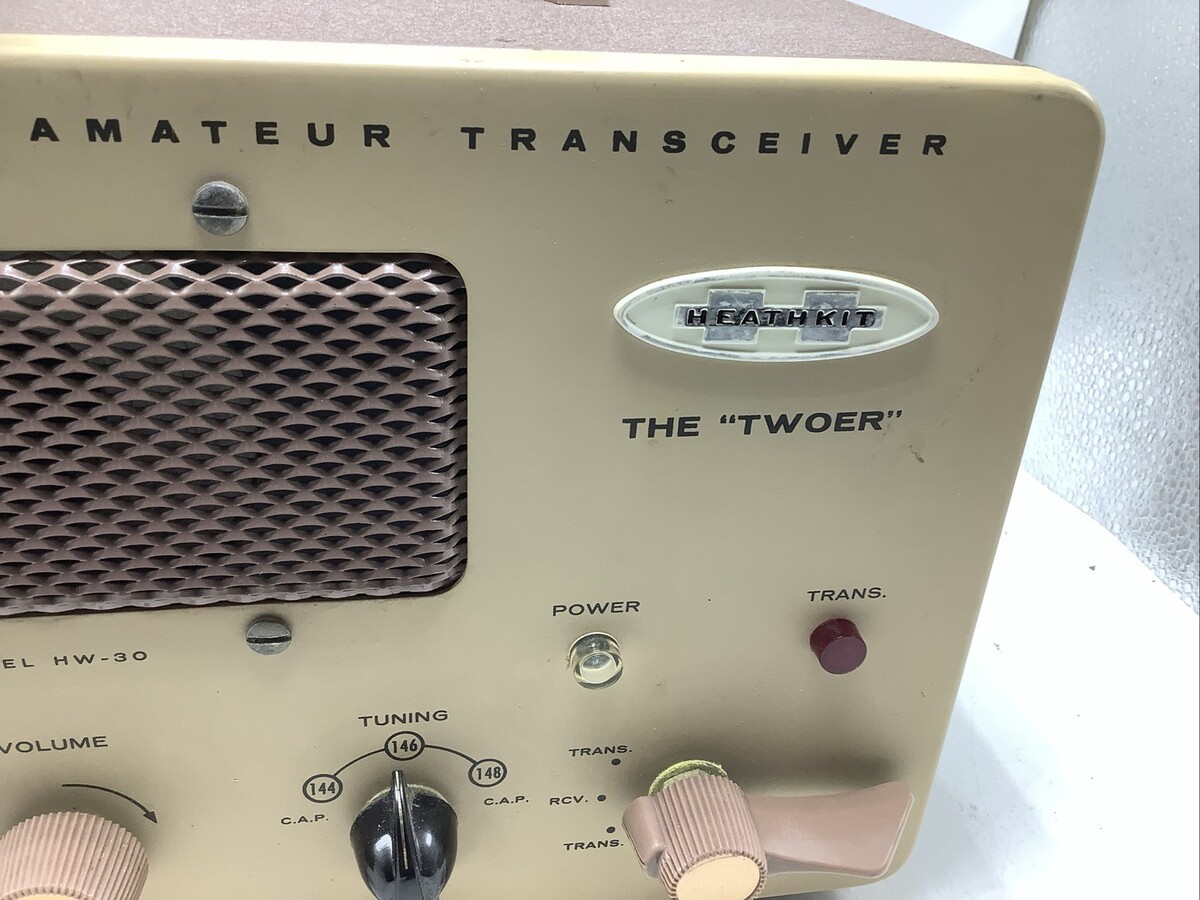 AMATEUR TRANSCEIVER
HEATHKIT
THE “TWOER”
POWER
TRANS.
EL HW-30
VOLUME
TUNING
144
146
148
C.A.P.
C.A.P.
TRANS.
RCV.
TRANS.